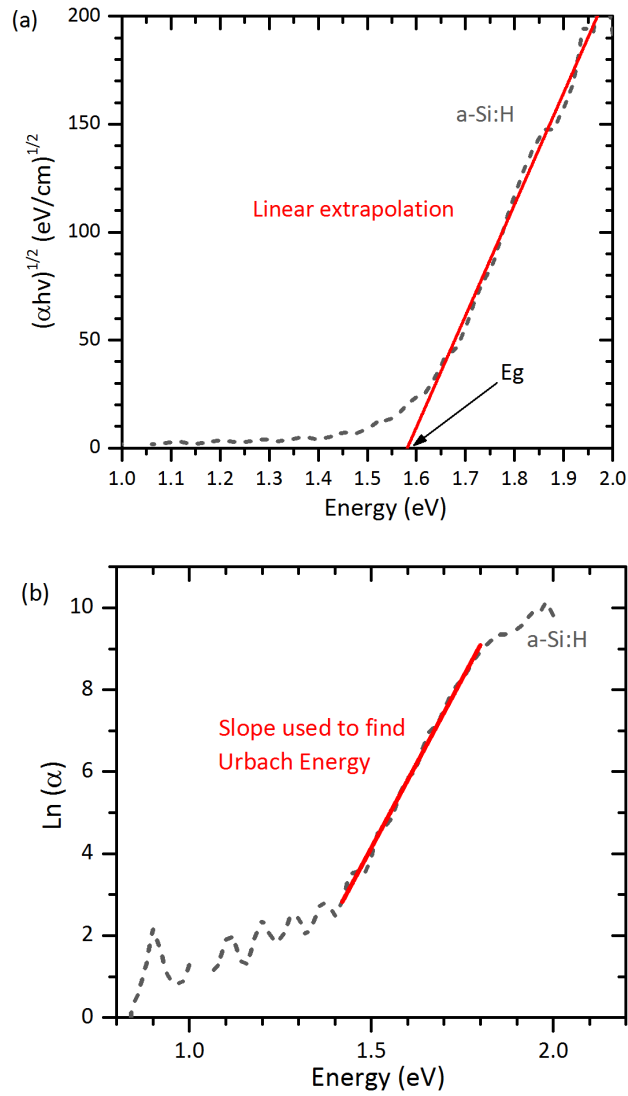 (a)
200
150
100
50
0
(αhν)1/2 (eV/cm)1/2
a-Si:H
Linear extrapolation
Eg
1.0 1.1 1.2 1.3 1.4 1.5 1.6 1.7 1.8 1.9 2.0
Energy (eV)
(b)
10
8
6
4
2
0
Ln (α)
a-Si:H
Slope used to find
Urbach Energy
1.0 1.5 2.0
Energy (eV)